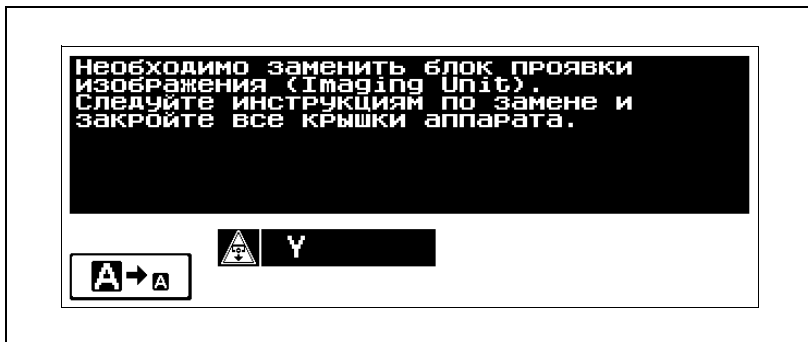 Необходимо заменить блок проявки
изображения (Imaging Unit).
Следуйте инструкциям по замене и
закройте все крышки аппарата.
Y
A→A